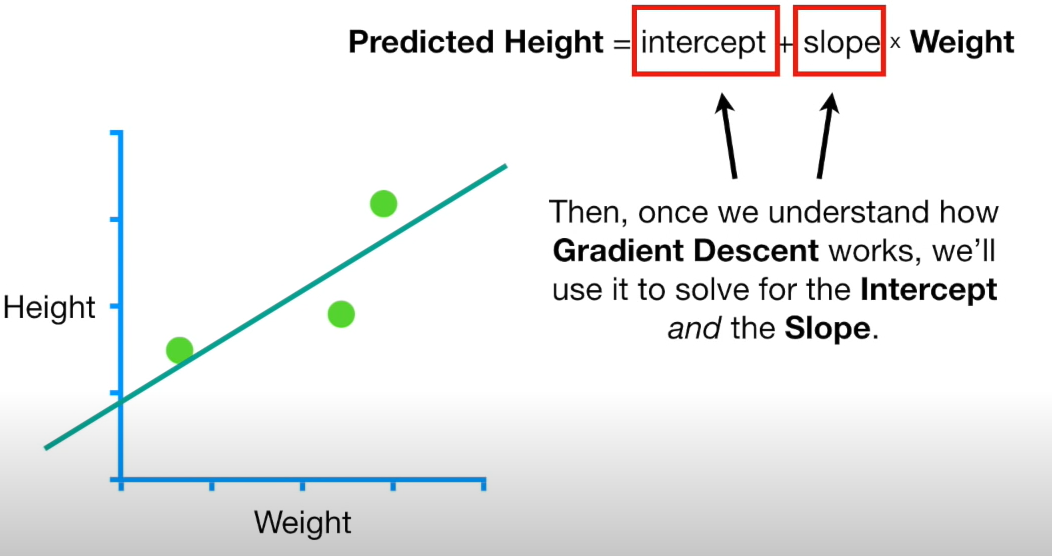 Predicted Height = intercept + slope x Weight
Then, once we understand how
Gradient Descent works, we'll
use it to solve for the Intercept
and the Slope.
Height
Weight